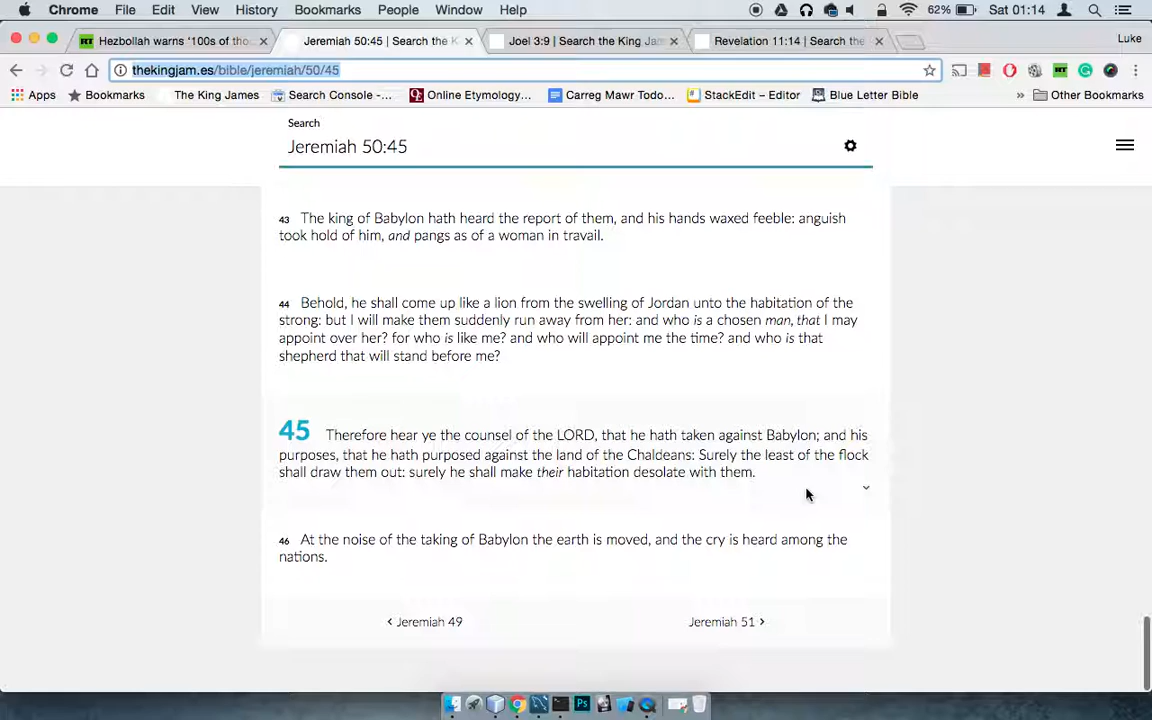 Chrome File Edit View History Bookmarks People Window Help 62% Sat 01:14
Hezbollah warns '100s of tho Jeremiah 50:45 | Search the K Joel 3:9 | Search the King Jam Revelation 11:14 | Search the Luke
thekingjam.es/bible/jeremiah/50/45
Apps Bookmarks The King James Search Console -... Online Etymology... Carreg Mawr Todo... StackEdit – Editor Blue Letter Bible » Other Bookmarks
Search
Jeremiah 50:45
43 The king of Babylon hath heard the report of them, and his hands waxed feeble: anguish
took hold of him, and pangs as of a woman in travail.
44 Behold, he shall come up like a lion from the swelling of Jordan unto the habitation of the
strong: but I will make them suddenly run away from her: and who is a chosen man, that I may
appoint over her? for who is like me? and who will appoint me the time? and who is that
shepherd that will stand before me?
45 Therefore hear ye the counsel of the LORD, that he hath taken against Babylon; and his
purposes, that he hath purposed against the land of the Chaldeans: Surely the least of the flock
shall draw them out: surely he shall make their habitation desolate with them.
46 At the noise of the taking of Babylon the earth is moved, and the cry is heard among the
nations.
‹ Jeremiah 49 Jeremiah 51 ›